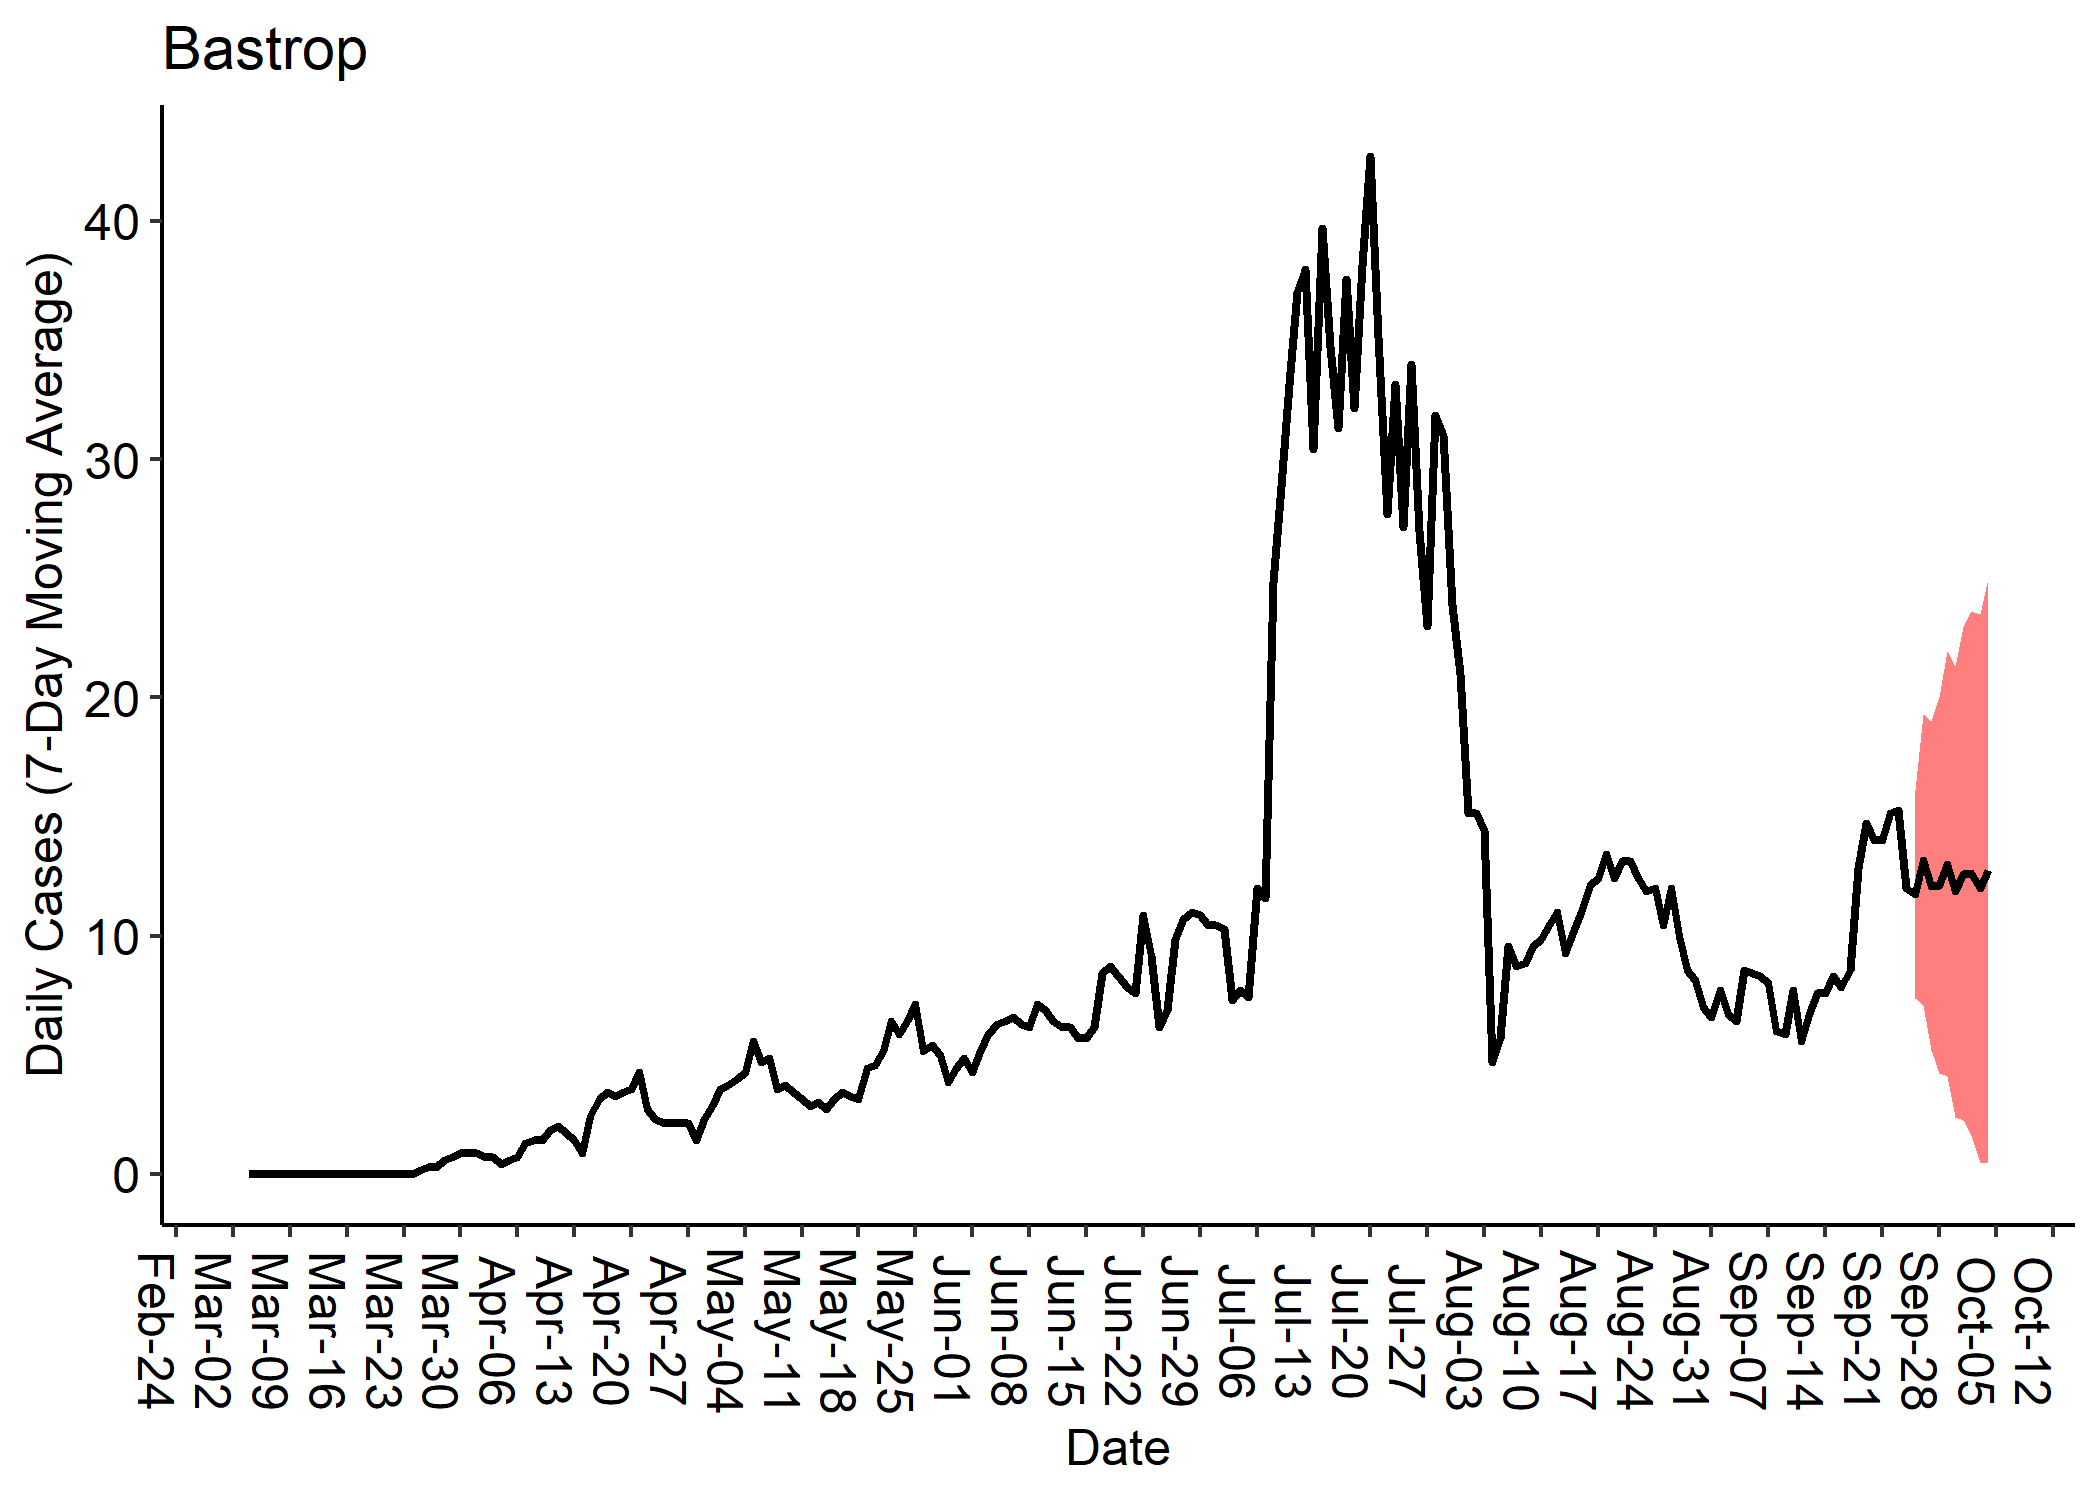 Bastrop
Daily Cases (7-Day Moving Average)
40
30
20
10
0
Feb-24
Mar-02
Mar-09
Mar-16
Mar-23
Mar-30
Apr-06
Apr-13
Apr-20
Apr-27
May-04
May-11
May-18
May-25
Jun-01
Jun-08
Jun-15
Jun-22
Jun-29
Jul-06
Jul-13
Jul-20
Jul-27
Aug-03
Aug-10
Aug-17
Aug-24
Aug-31
Sep-07
Sep-14
Sep-21
Sep-28
Oct-05
Oct-12
Date